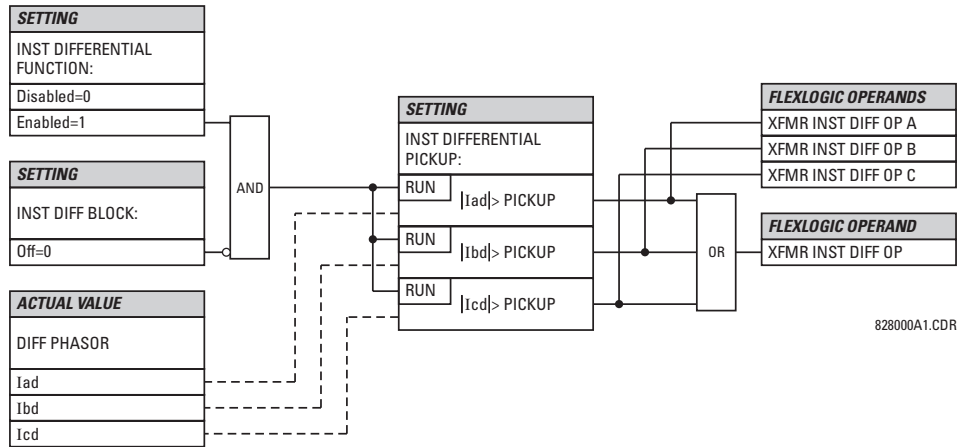 SETTING
INST DIFFERENTIAL
FUNCTION:
Disabled=0
Enabled=1
SETTING
INST DIFF BLOCK:
Off=0
ACTUAL VALUE
DIFF PHASOR
Iad
Ibd
Icd
AND
SETTING
INST DIFFERENTIAL
PICKUP:
RUN
|Iad|> PICKUP
RUN
|Ibd|> PICKUP
RUN
|Icd|> PICKUP
OR
FLEXLOGIC OPERANDS
XFMR INST DIFF OP A
XFMR INST DIFF OP B
XFMR INST DIFF OP C
FLEXLOGIC OPERAND
XFMR INST DIFF OP
828000A1.CDR